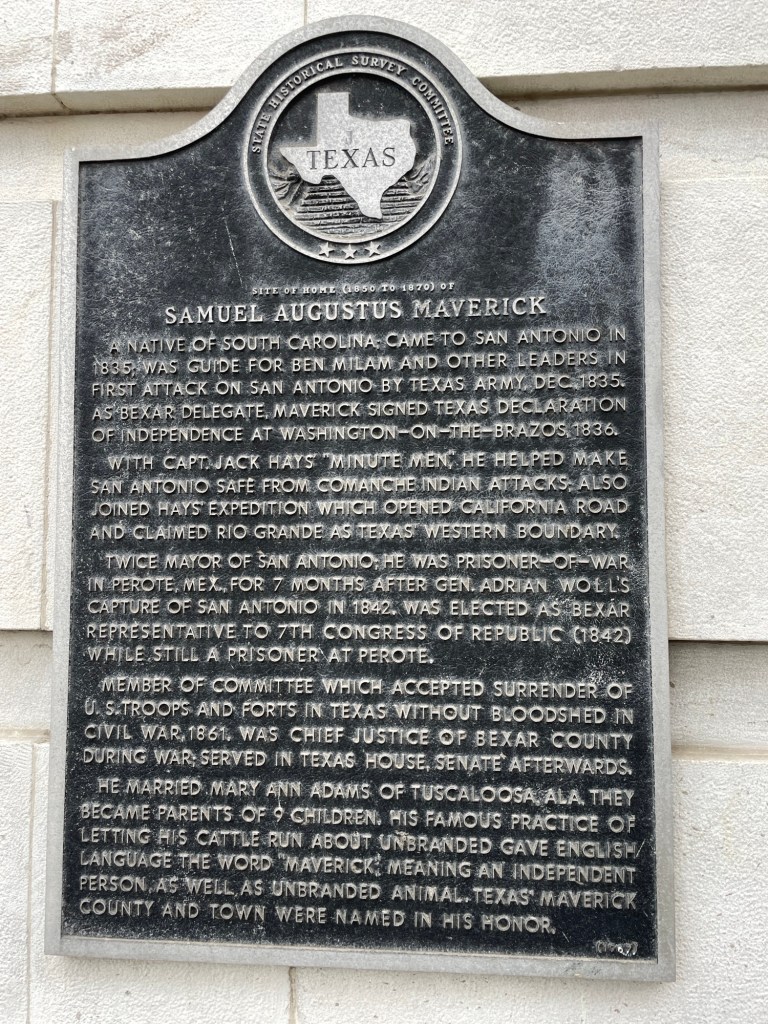 STATE HISTORICAL SURVEY COMMITTEE
TEXAS
SITE OF HOME (1850 TO 1870) OF
SAMUEL AUGUSTUS MAVERICK
A NATIVE OF SOUTH CAROLINA; CAME TO SAN ANTONIO IN
1835; WAS GUIDE FOR BEN MILAM AND OTHER LEADERS IN
FIRST ATTACK ON SAN ANTONIO BY TEXAS ARMY, DEC. 1835.
AS BEXAR DELEGATE, MAVERICK SIGNED TEXAS DECLARATION
OF INDEPENDENCE AT WASHINGTON-ON-THE-BRAZOS, 1836.
WITH CAPT. JACK HAYS' "MINUTE MEN," HE HELPED MAKE
SAN ANTONIO SAFE FROM COMANCHE INDIAN ATTACKS; ALSO
JOINED HAYS' EXPEDITION WHICH OPENED CALIFORNIA ROAD
AND CLAIMED RIO GRANDE AS TEXAS' WESTERN BOUNDARY.
TWICE MAYOR OF SAN ANTONIO; HE WAS PRISONER-OF-WAR
IN PEROTE, MEX., FOR 7 MONTHS AFTER GEN. ADRIAN WOLL'S
CAPTURE OF SAN ANTONIO IN 1842. WAS ELECTED AS BEXAR
REPRESENTATIVE TO 7TH CONGRESS OF REPUBLIC (1842)
WHILE STILL A PRISONER AT PEROTE.
MEMBER OF COMMITTEE WHICH ACCEPTED SURRENDER OF
U. S. TROOPS AND FORTS IN TEXAS WITHOUT BLOODSHED IN
CIVIL WAR, 1861. WAS CHIEF JUSTICE OF BEXAR COUNTY
DURING WAR; SERVED IN TEXAS HOUSE, SENATE AFTERWARDS.
HE MARRIED MARY ANN ADAMS OF TUSCALOOSA, ALA. THEY
BECAME PARENTS OF 9 CHILDREN. HIS FAMOUS PRACTICE OF
LETTING HIS CATTLE RUN ABOUT UNBRANDED GAVE ENGLISH
LANGUAGE THE WORD "MAVERICK," MEANING AN INDEPENDENT
PERSON, AS WELL AS UNBRANDED ANIMAL. TEXAS' MAVERICK
COUNTY AND TOWN WERE NAMED IN HIS HONOR.